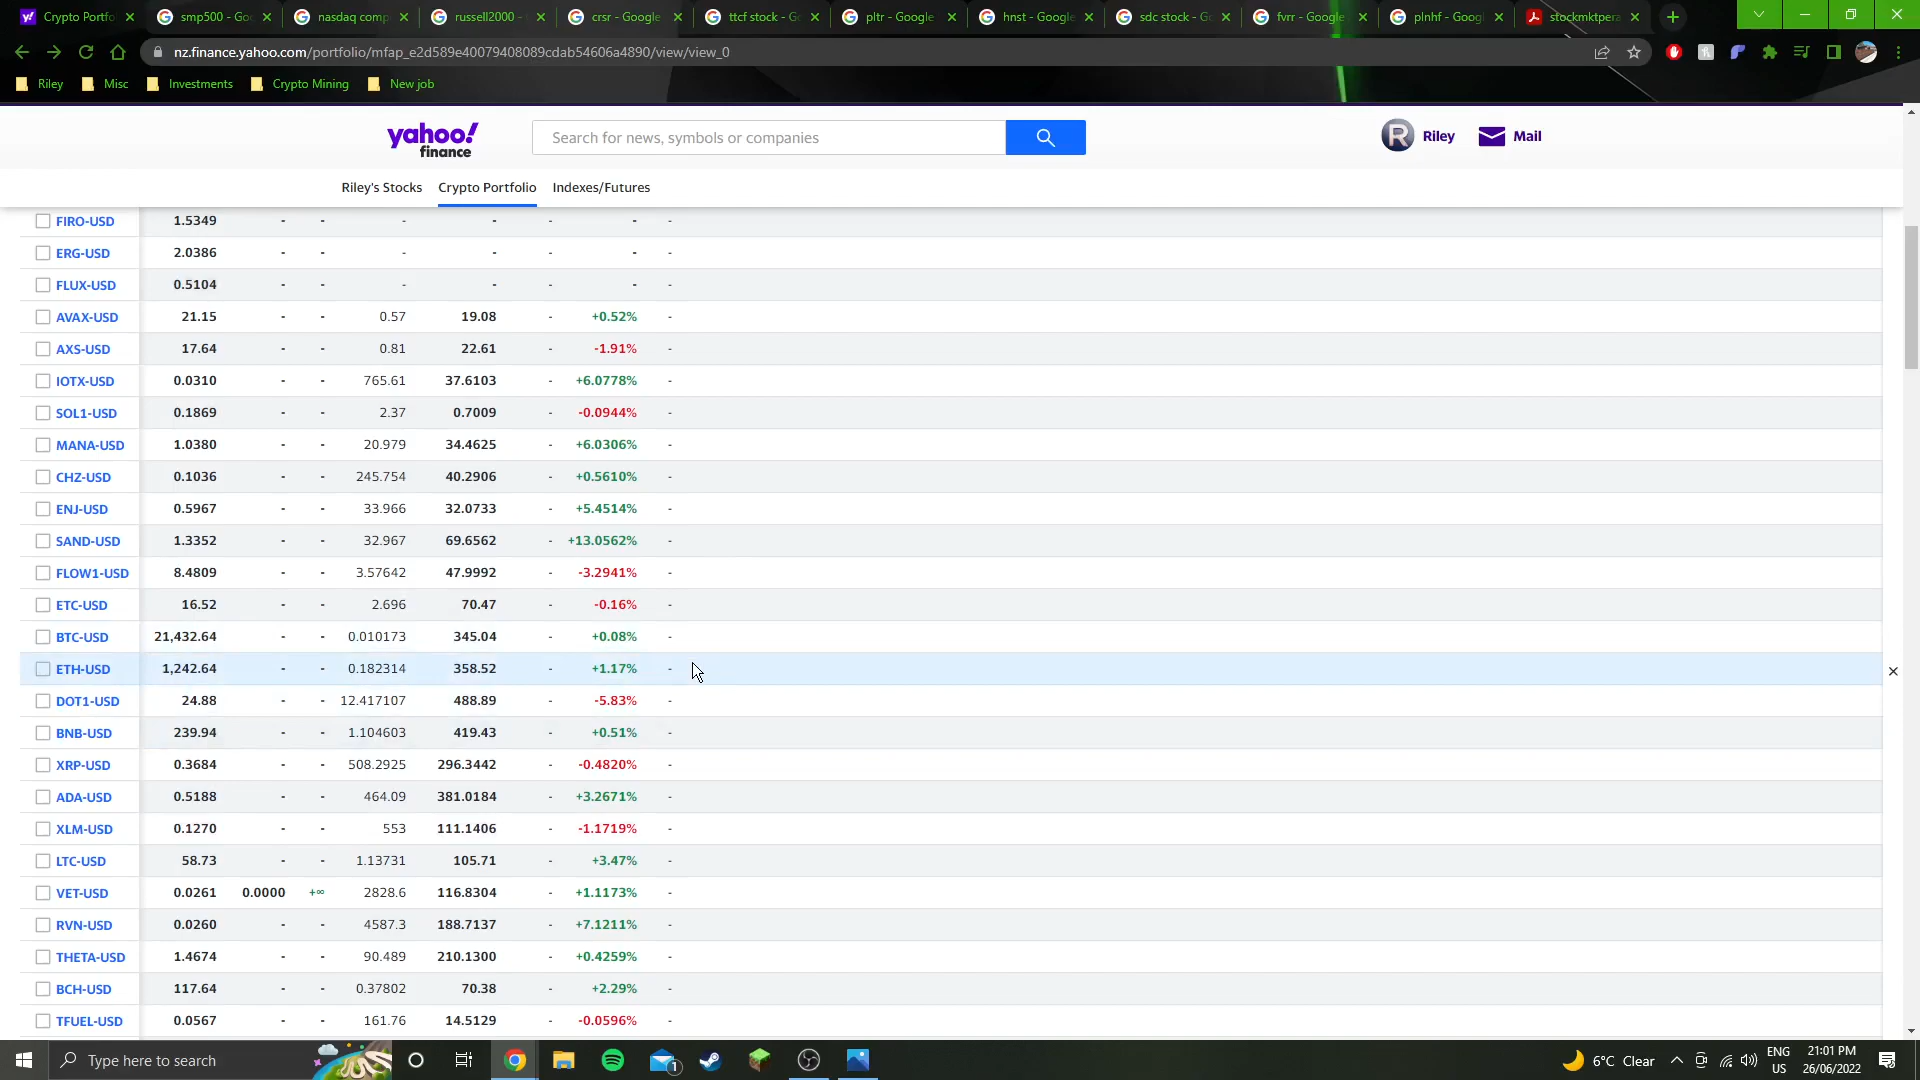 Crypto Portfo
smp500 - Goo
nasdaq comp
russell2000 -
crsr - Google
ttcf stock - Go
pltr - Google
hnst - Google
sdc stock - Go
fvrr - Google
plnhf - Goog
stockmktpera
nz.finance.yahoo.com/portfolio/mfap_e2d589e40079408089cdab54606a4890/view/view_0
Riley Misc Investments Crypto Mining New job
yahoo!
finance
Search for news, symbols or companies
R Riley Mail
Riley's Stocks Crypto Portfolio Indexes/Futures
FIRO-USD 1.5349 - - - - - - -
ERG-USD 2.0386 - - - - - - -
FLUX-USD 0.5104 - - - - - - -
AVAX-USD 21.15 - - 0.57 19.08 - +0.52% -
AXS-USD 17.64 - - 0.81 22.61 - -1.91% -
IOTX-USD 0.0310 - - 765.61 37.6103 - +6.0778% -
SOL1-USD 0.1869 - - 2.37 0.7009 - -0.0944% -
MANA-USD 1.0380 - - 20.979 34.4625 - +6.0306% -
CHZ-USD 0.1036 - - 245.754 40.2906 - +0.5610% -
ENJ-USD 0.5967 - - 33.966 32.0733 - +5.4514% -
SAND-USD 1.3352 - - 32.967 69.6562 - +13.0562% -
FLOW1-USD 8.4809 - - 3.57642 47.9992 - -3.2941% -
ETC-USD 16.52 - - 2.696 70.47 - -0.16% -
BTC-USD 21,432.64 - - 0.010173 345.04 - +0.08% -
ETH-USD 1,242.64 - - 0.182314 358.52 - +1.17% -
DOT1-USD 24.88 - - 12.417107 488.89 - -5.83% -
BNB-USD 239.94 - - 1.104603 419.43 - +0.51% -
XRP-USD 0.3684 - - 508.2925 296.3442 - -0.4820% -
ADA-USD 0.5188 - - 464.09 381.0184 - +3.2671% -
XLM-USD 0.1270 - - 553 111.1406 - -1.1719% -
LTC-USD 58.73 - - 1.13731 105.71 - +3.47% -
VET-USD 0.0261 0.0000 +∞ 2828.6 116.8304 - +1.1173% -
RVN-USD 0.0260 - - 4587.3 188.7137 - +7.1211% -
THETA-USD 1.4674 - - 90.489 210.1300 - +0.4259% -
BCH-USD 117.64 - - 0.37802 70.38 - +2.29% -
TFUEL-USD 0.0567 - - 161.76 14.5129 - -0.0596% -
Type here to search
1
6°C Clear
ENG
US
21:01 PM
26/06/2022